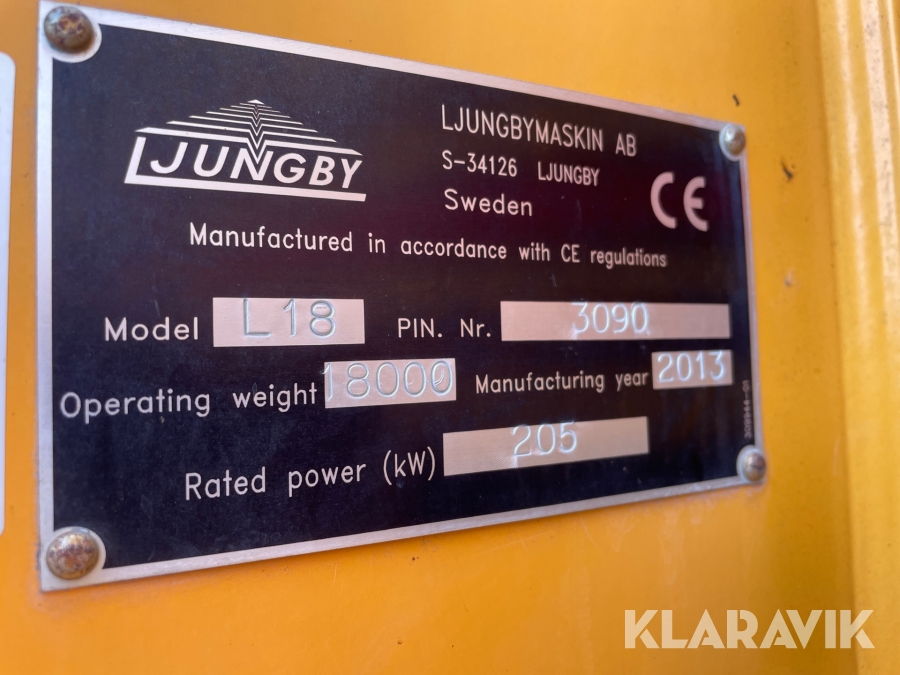 LJUNGBY
LJUNGBYMASKIN AB
S-34126 LJUNGBY
Sweden
CE
Manufactured in accordance with CE regulations
Model L18 PIN. Nr. 3090
Operating weight 18000 Manufacturing year 2013
Rated power (kW) 205
KLARAVIK